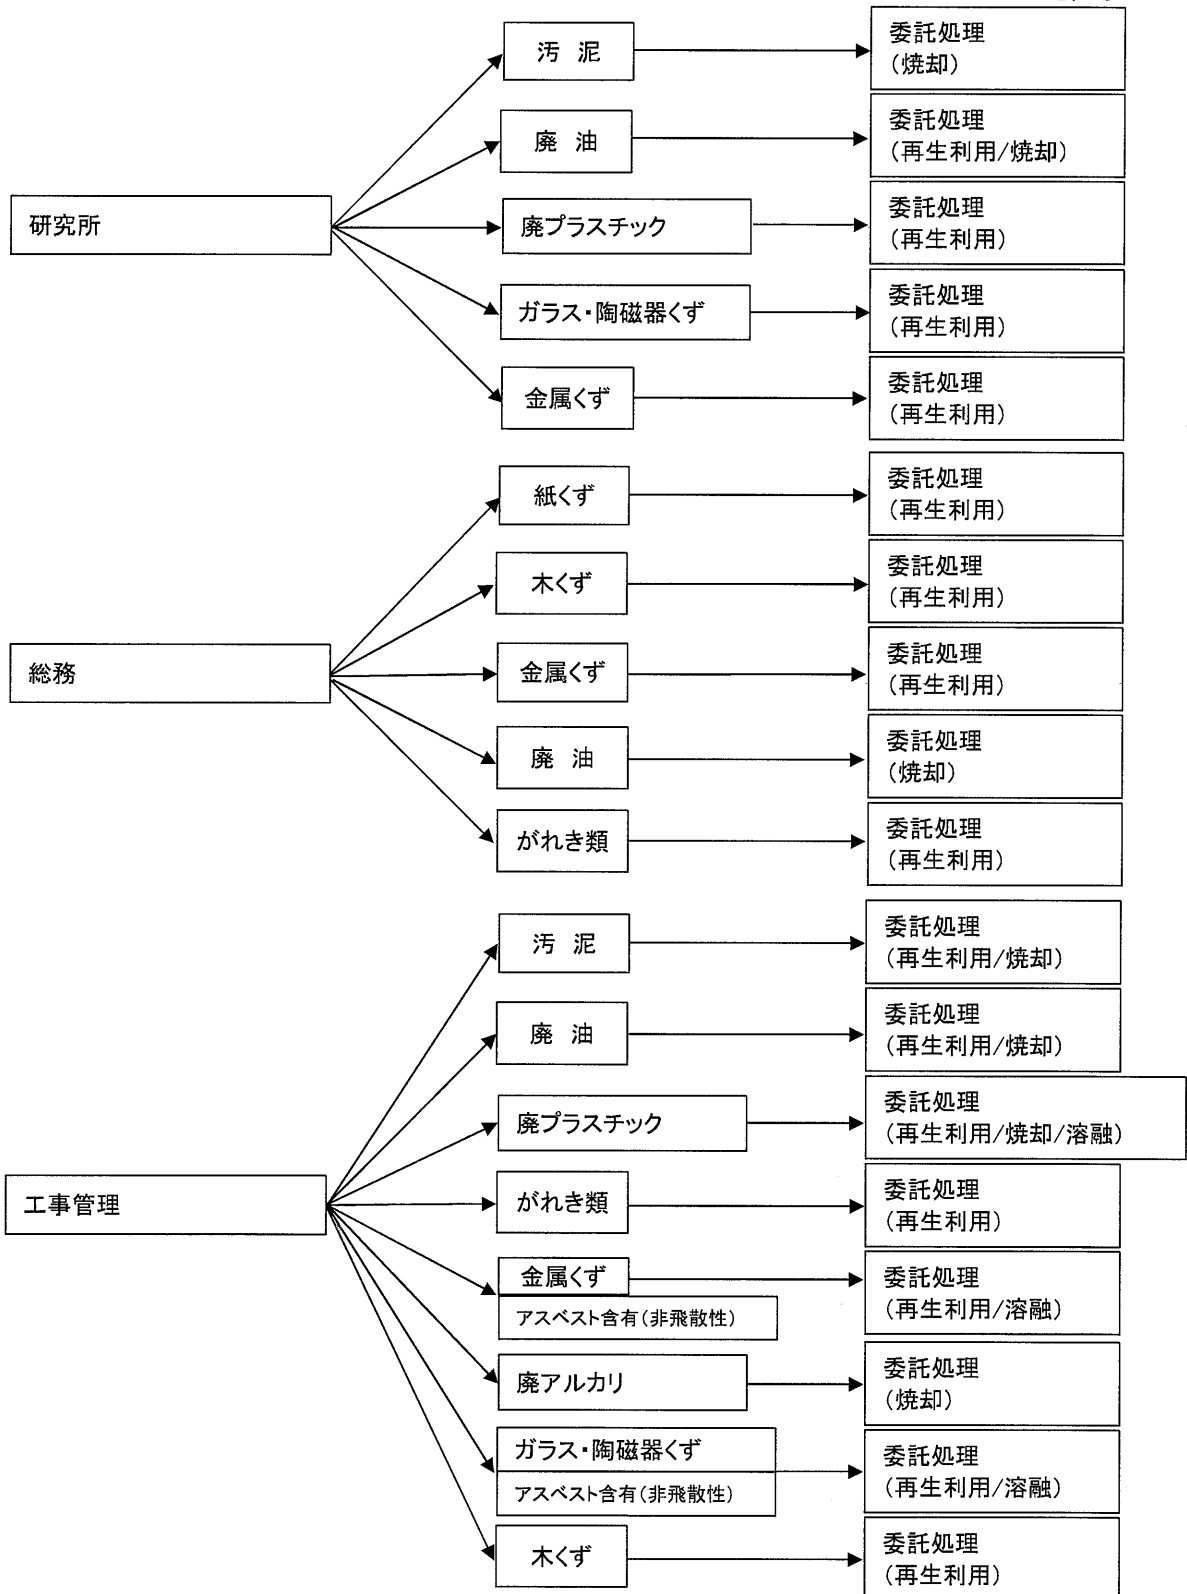 研究所
汚 泥
委託処理
(焼却)
廃 油
委託処理
(再生利用/焼却)
廃プラスチック
委託処理
(再生利用)
ガラス・陶磁器くず
委託処理
(再生利用)
金属くず
委託処理
(再生利用)
総務
紙くず
委託処理
(再生利用)
木くず
委託処理
(再生利用)
金属くず
委託処理
(再生利用)
廃 油
委託処理
(焼却)
がれき類
委託処理
(再生利用)
工事管理
汚 泥
委託処理
(再生利用/焼却)
廃 油
委託処理
(再生利用/焼却)
廃プラスチック
委託処理
(再生利用/焼却/溶融)
がれき類
委託処理
(再生利用)
金属くず
アスベスト含有(非飛散性)
委託処理
(再生利用/溶融)
廃アルカリ
委託処理
(焼却)
ガラス・陶磁器くず
アスベスト含有(非飛散性)
委託処理
(再生利用/溶融)
木くず
委託処理
(再生利用)